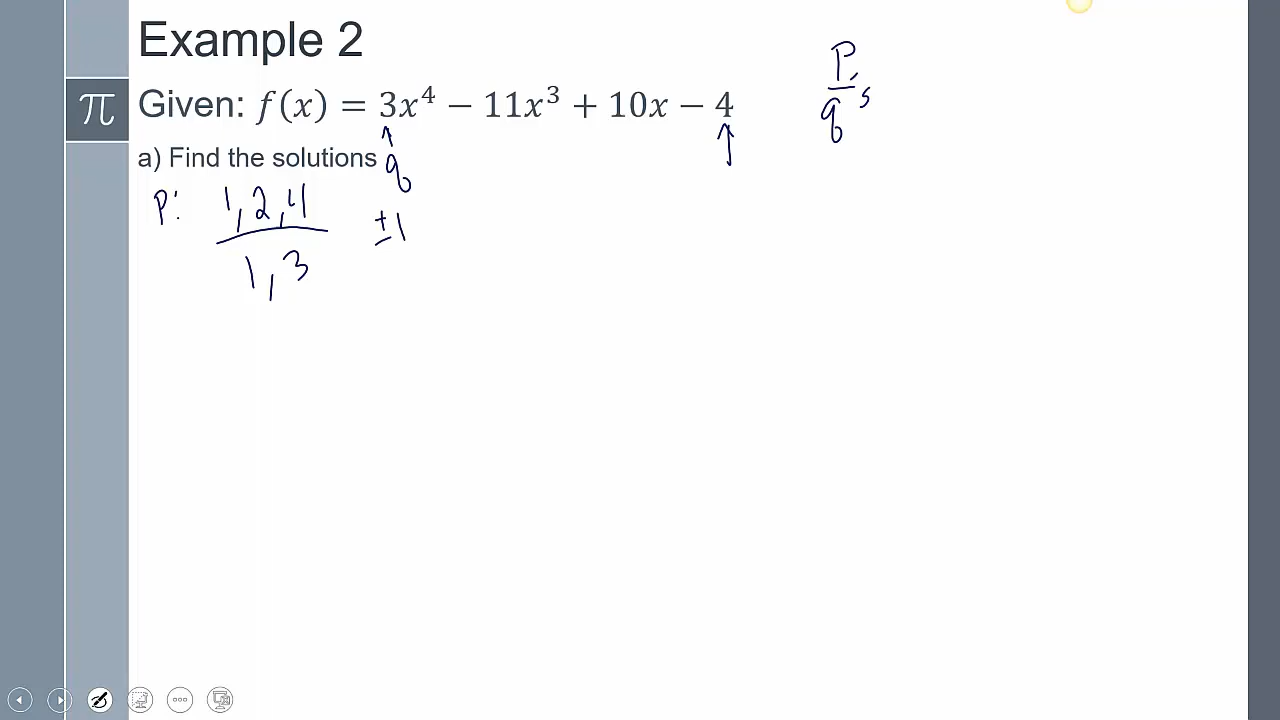 Example 2
π Given: f(x) = 3x⁴ − 11x³ + 10x − 4
P's
q
a) Find the solutions
q
P: 1, 2, 4
1, 3
±1